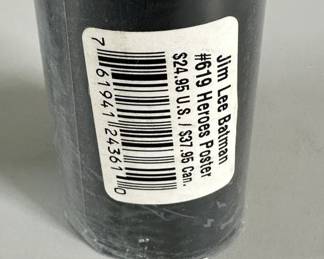 Jim Lee Batman
#619 Heroes Poster
$24.95 U.S. / $37.95 Can.
7 61941 24361 0